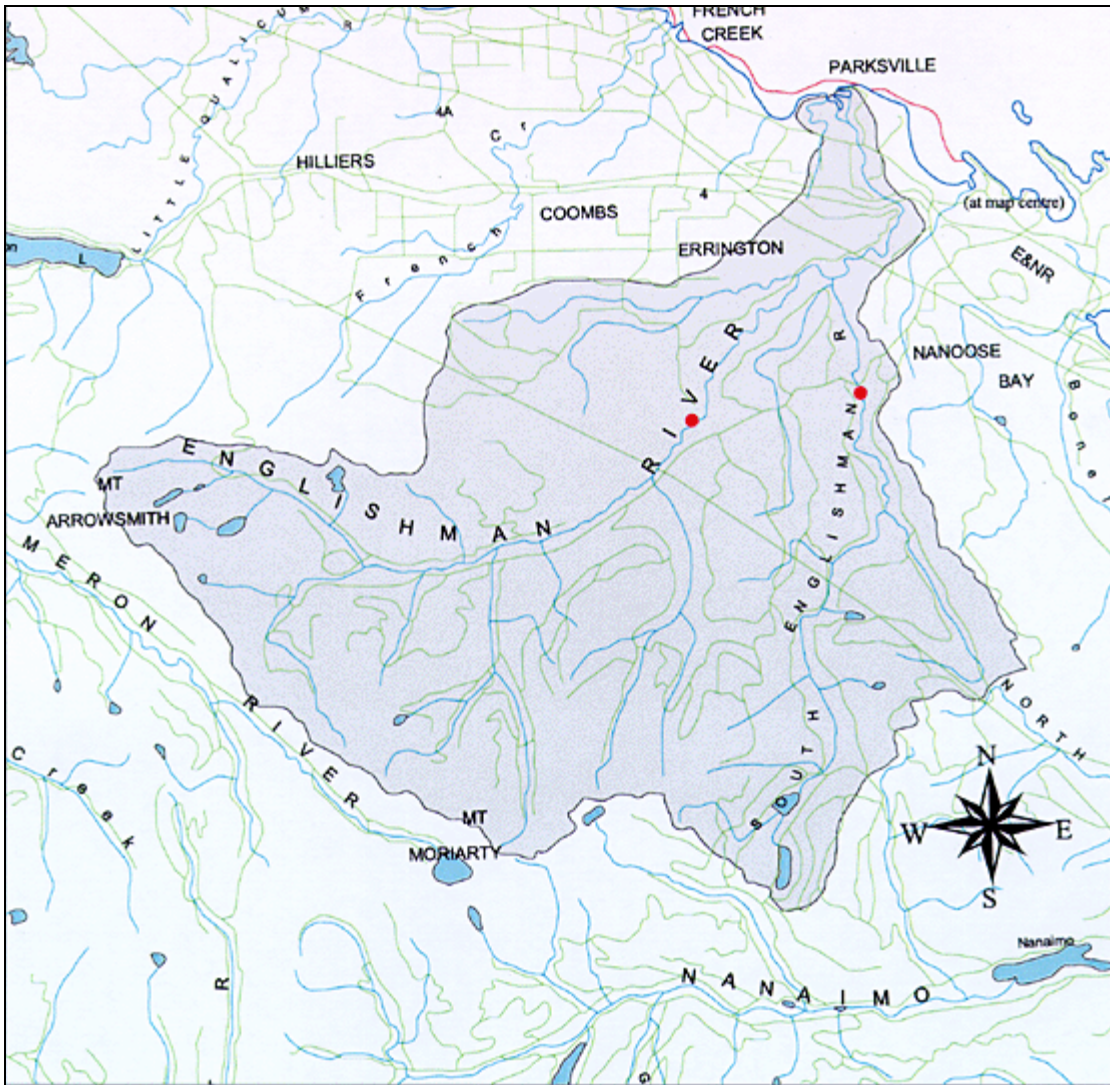 FRENCH
CREEK
PARKSVILLE
LITTLE QUALICUM R
4A
HILLIERS
French Cr
COOMBS
4
(at map centre)
ERRINGTON
E&NR
L
NANOOSE
BAY
Bonel
ENGLISHMAN RIVER
MT
ARROWSMITH
SOUTH ENGLISHMAN R
MERON RIVER
NORTH
Creek
MT
MORIARTY
N
W
E
S
Nanaimo
NANAIMO
R
G